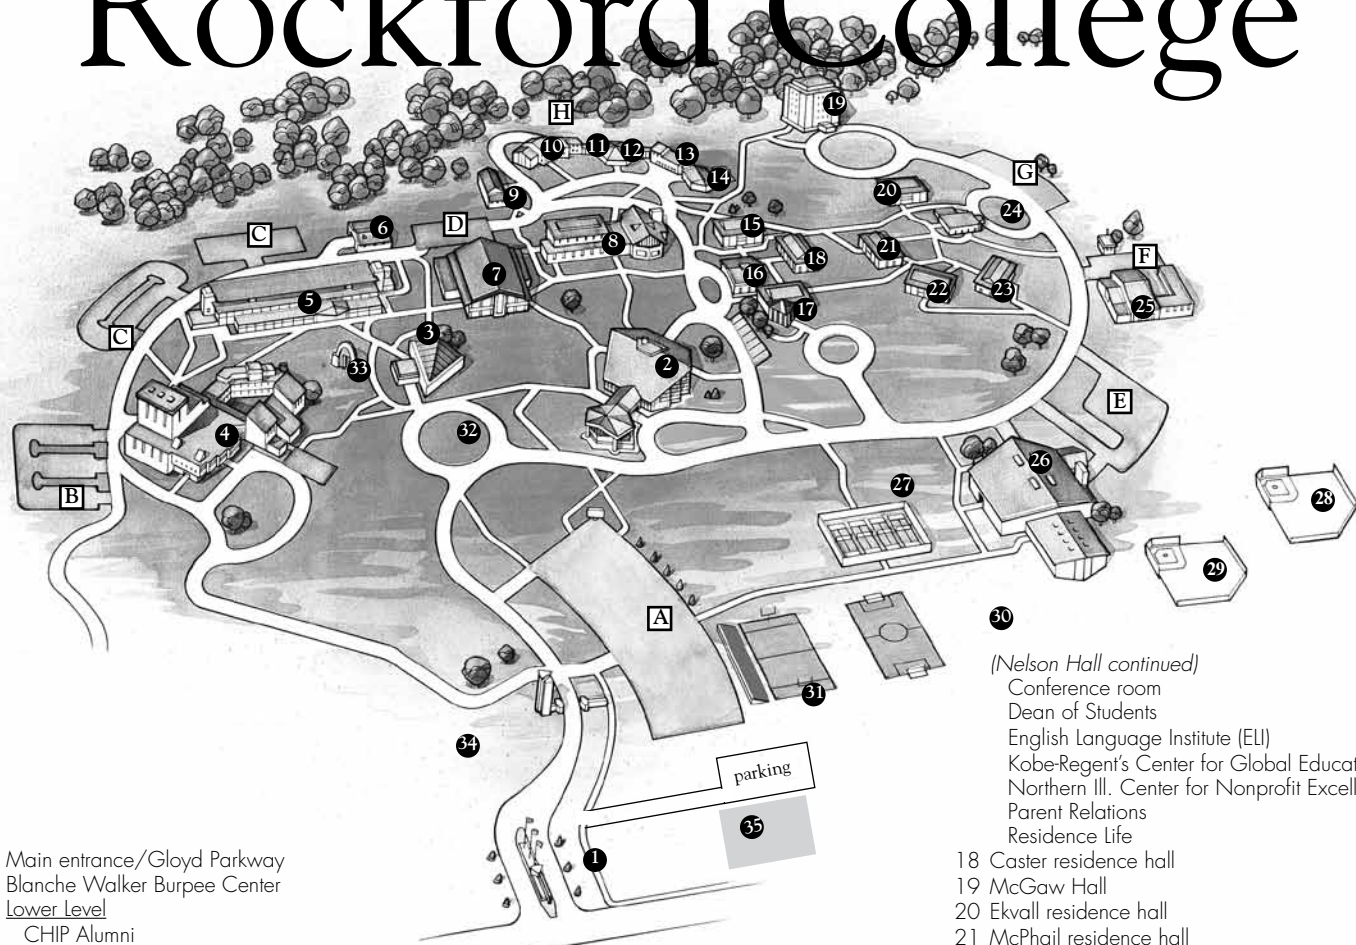 Rockford College
19
H
10
11
12
13
14
9
G
20
24
C
6
D
15
8
21
18
F
7
16
22
23
25
5
17
C
3
33
2
E
4
32
26
B
27
28
29
A
30
31
34
parking
35
1
Main entrance/Gloyd Parkway
Blanche Walker Burpee Center
Lower Level
CHIP Alumni
(Nelson Hall continued)
Conference room
Dean of Students
English Language Institute (ELI)
Kobe-Regent's Center for Global Educat
Northern Ill. Center for Nonprofit Excell
Parent Relations
Residence Life
18 Caster residence hall
19 McGaw Hall
20 Ekvall residence hall
21 McPhail residence hall